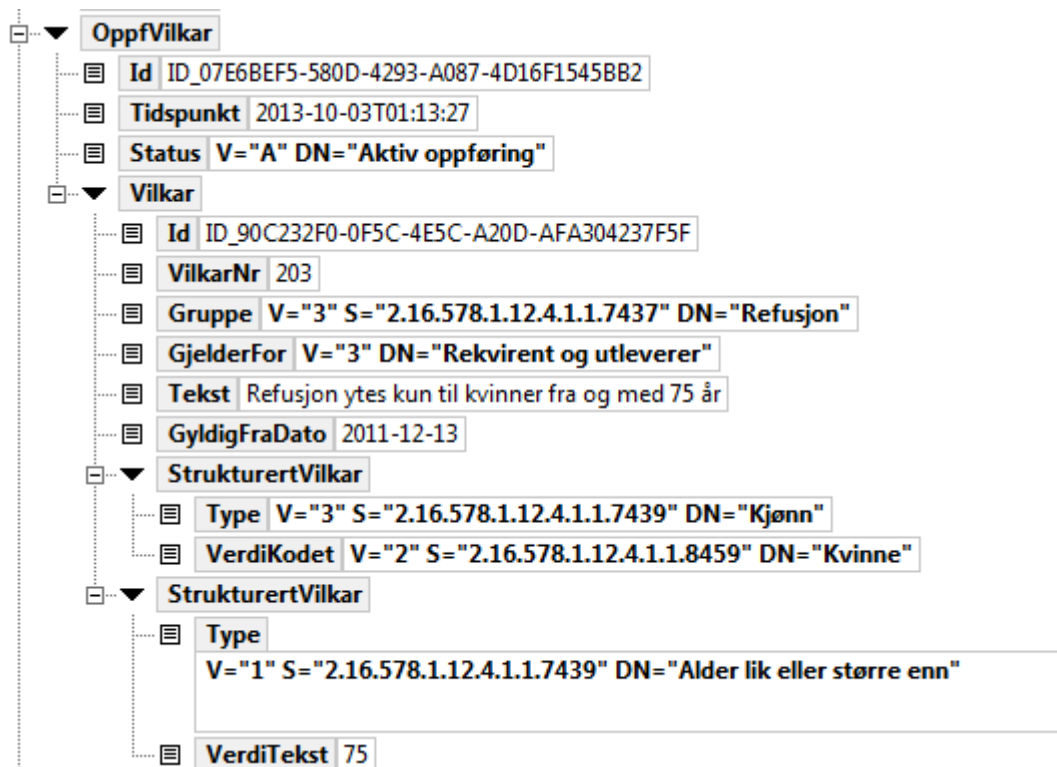 OppfVilkar
Id ID_07E6BEF5-580D-4293-A087-4D16F1545BB2
Tidspunkt 2013-10-03T01:13:27
Status V="A" DN="Aktiv oppføring"
Vilkar
Id ID_90C232F0-0F5C-4E5C-A20D-AFA304237F5F
VilkarNr 203
Gruppe V="3" S="2.16.578.1.12.4.1.1.7437" DN="Refusjon"
GjelderFor V="3" DN="Rekvirent og utleverer"
Tekst Refusjon ytes kun til kvinner fra og med 75 år
GyldigFraDato 2011-12-13
StrukturertVilkar
Type V="3" S="2.16.578.1.12.4.1.1.7439" DN="Kjønn"
VerdiKodet V="2" S="2.16.578.1.12.4.1.1.8459" DN="Kvinne"
StrukturertVilkar
Type
V="1" S="2.16.578.1.12.4.1.1.7439" DN="Alder lik eller større enn"
VerdiTekst 75